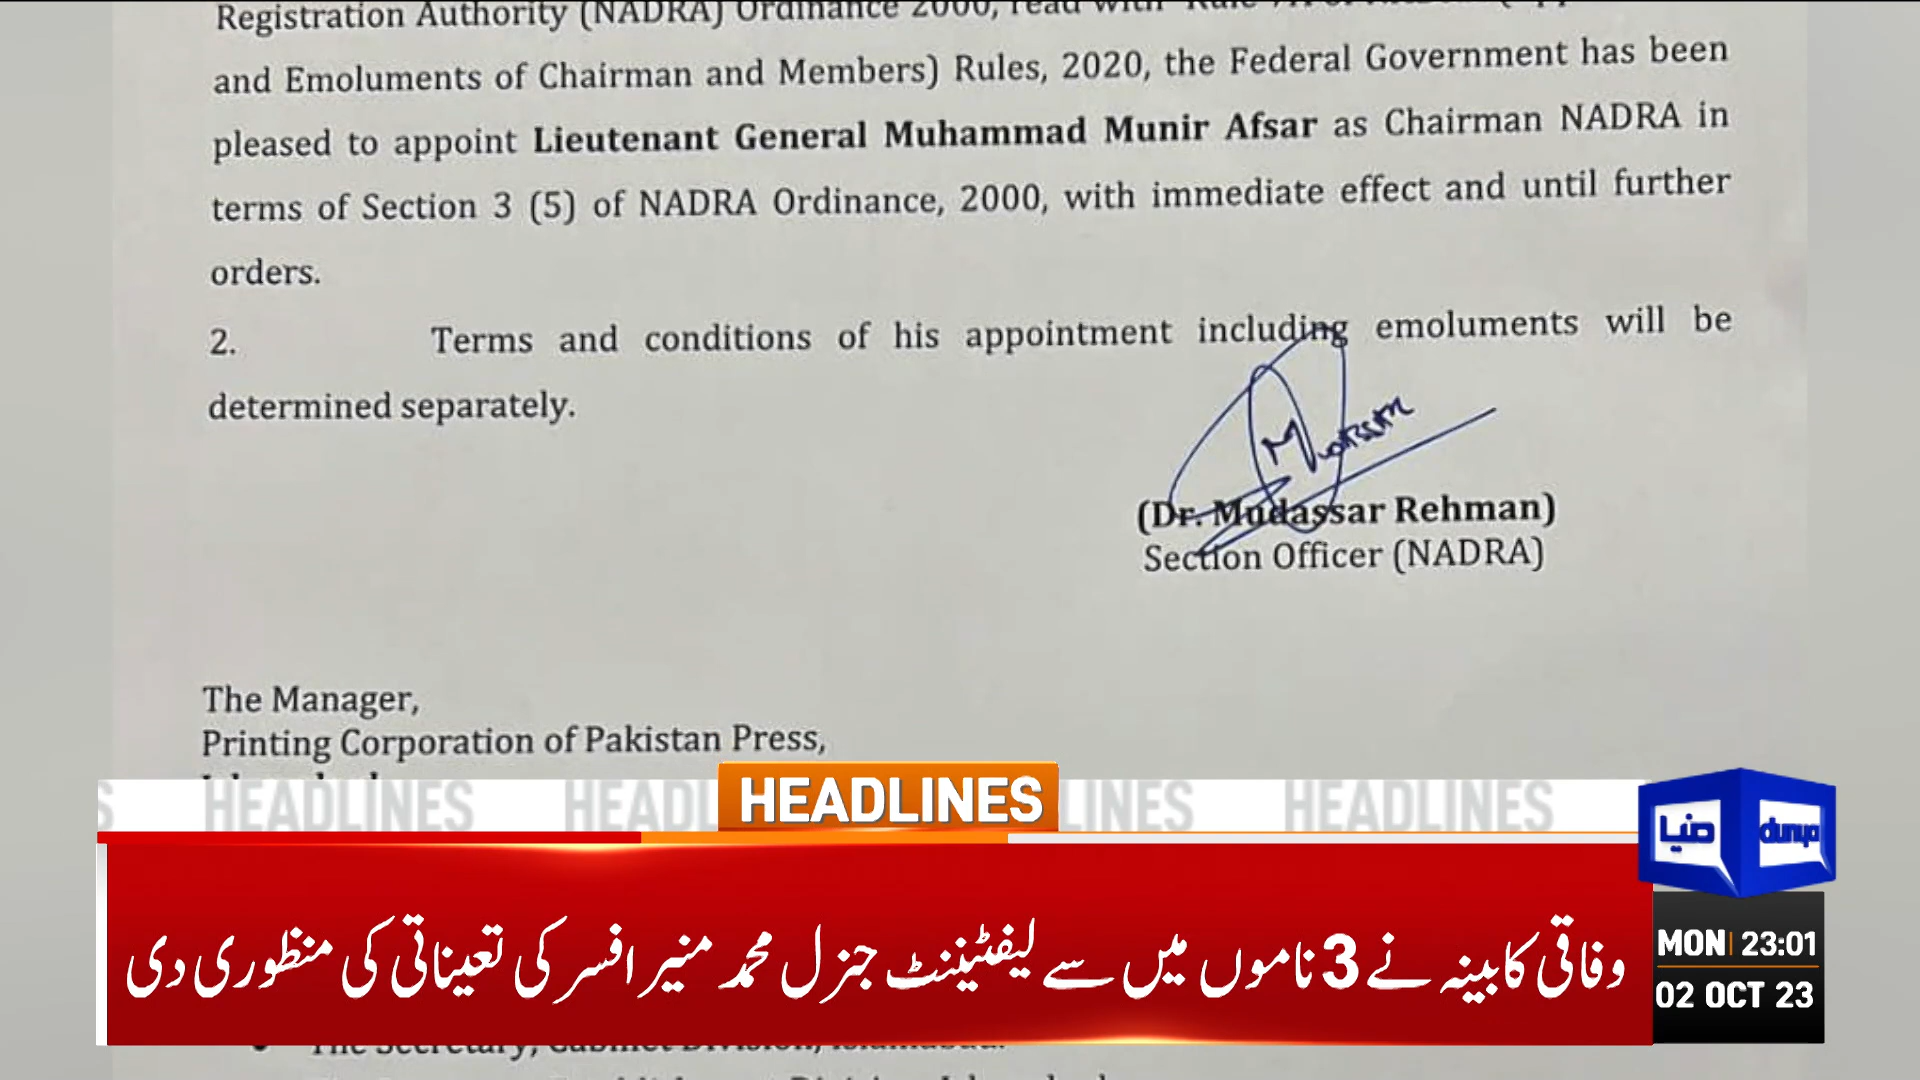 Registration Authority (NADRA) Ordinance 2000, read with
and Emoluments of Chairman and Members) Rules, 2020, the Federal Government has been
pleased to appoint Lieutenant General Muhammad Munir Afsar as Chairman NADRA in
terms of Section 3 (5) of NADRA Ordinance, 2000, with immediate effect and until further
orders.
2. Terms and conditions of his appointment including emoluments will be
determined separately.
(Dr. Mudassar Rehman)
Section Officer (NADRA)
The Manager,
Printing Corporation of Pakistan Press,
HEADLINES HEADLINES HEADLINES
دنیا dunya
وفاقی کابینہ نے 3 ناموں میں سے لیفٹیننٹ جنرل محمد منیر افسر کی تعیناتی کی منظوری دی
MON 23:01
02 OCT 23
The Secretary, Cabinet Division, Islamabad.